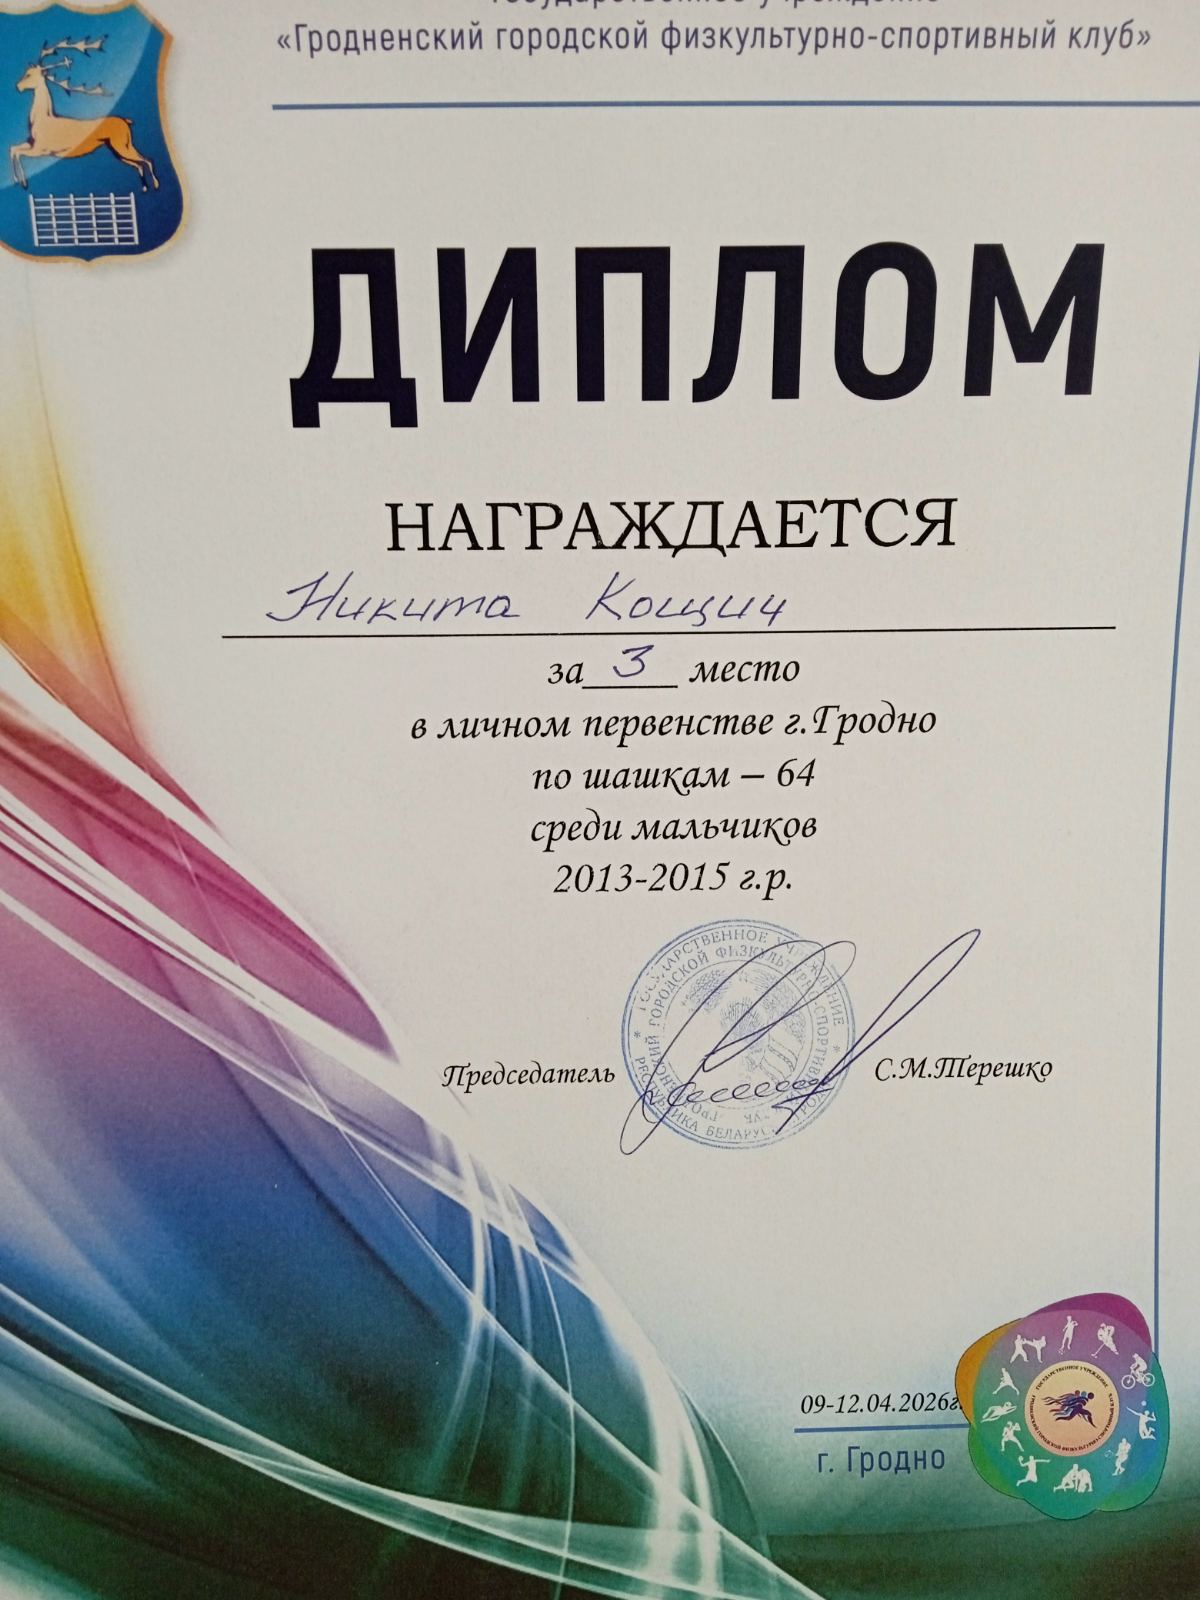 «Гродненский городской физкультурно-спортивный клуб»
ДИПЛОМ
НАГРАЖДАЕТСЯ
Никита Кощич
за 3 место
в личном первенстве г.Гродно
по шашкам – 64
среди мальчиков
2013-2015 г.р.
Председатель С.М.Терешко
09-12.04.2026г.
г. Гродно